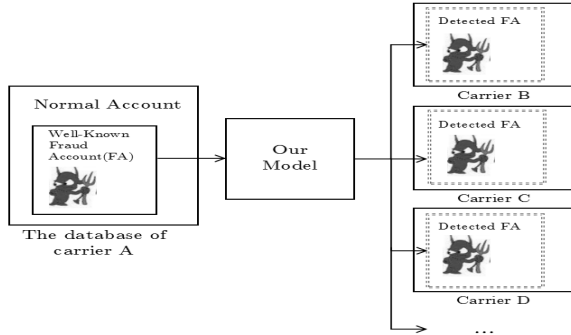 Normal Account
Well-Known
Fraud
Account(FA)
The database of
carrier A
Our
Model
Detected FA
Carrier B
Detected FA
Carrier C
Detected FA
Carrier D
...